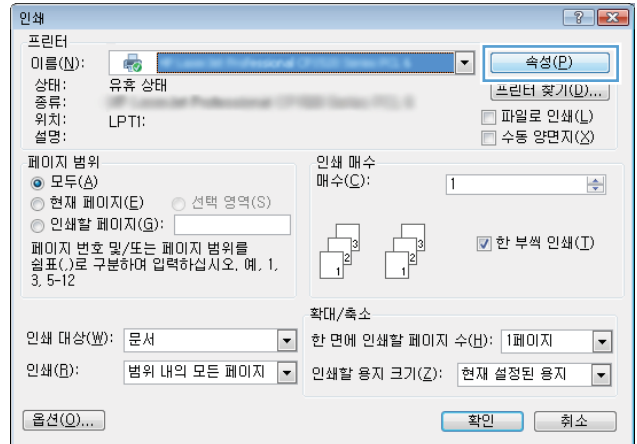 인쇄
프린터
이름(N):
속성(P)
상태: 유휴 상태
프린터 찾기(D)...
종류:
위치: LPT1:
파일로 인쇄(L)
설명:
수동 양면지(X)
페이지 범위
모두(A)
현재 페이지(E) 선택 영역(S)
인쇄할 페이지(G):
페이지 번호 및/또는 페이지 범위를
쉼표(,)로 구분하여 입력하십시오. 예, 1,
3, 5-12
인쇄 매수
매수(C): 1
3 3
2 2
1 1
한 부씩 인쇄(T)
인쇄 대상(W): 문서
인쇄(R): 범위 내의 모든 페이지
확대/축소
한 면에 인쇄할 페이지 수(H): 1페이지
인쇄할 용지 크기(Z): 현재 설정된 용지
옵션(O)...
확인 취소